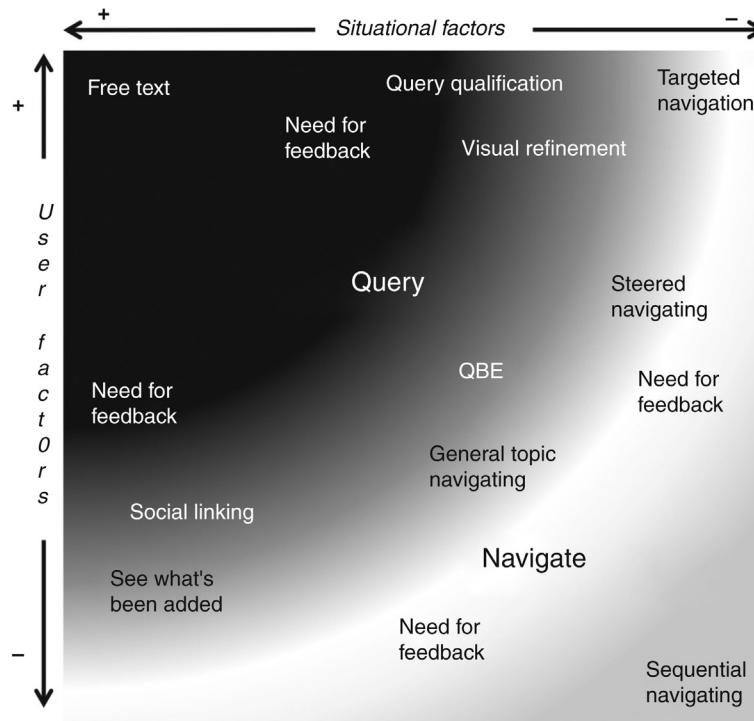 +
Situational factors
–
+
User fact0rs
–
Free text
Query qualification
Targeted
navigation
Need for
feedback
Visual refinement
Query
Steered
navigating
QBE
Need for
feedback
Need for
feedback
General topic
navigating
Social linking
Navigate
See what's
been added
Need for
feedback
Sequential
navigating